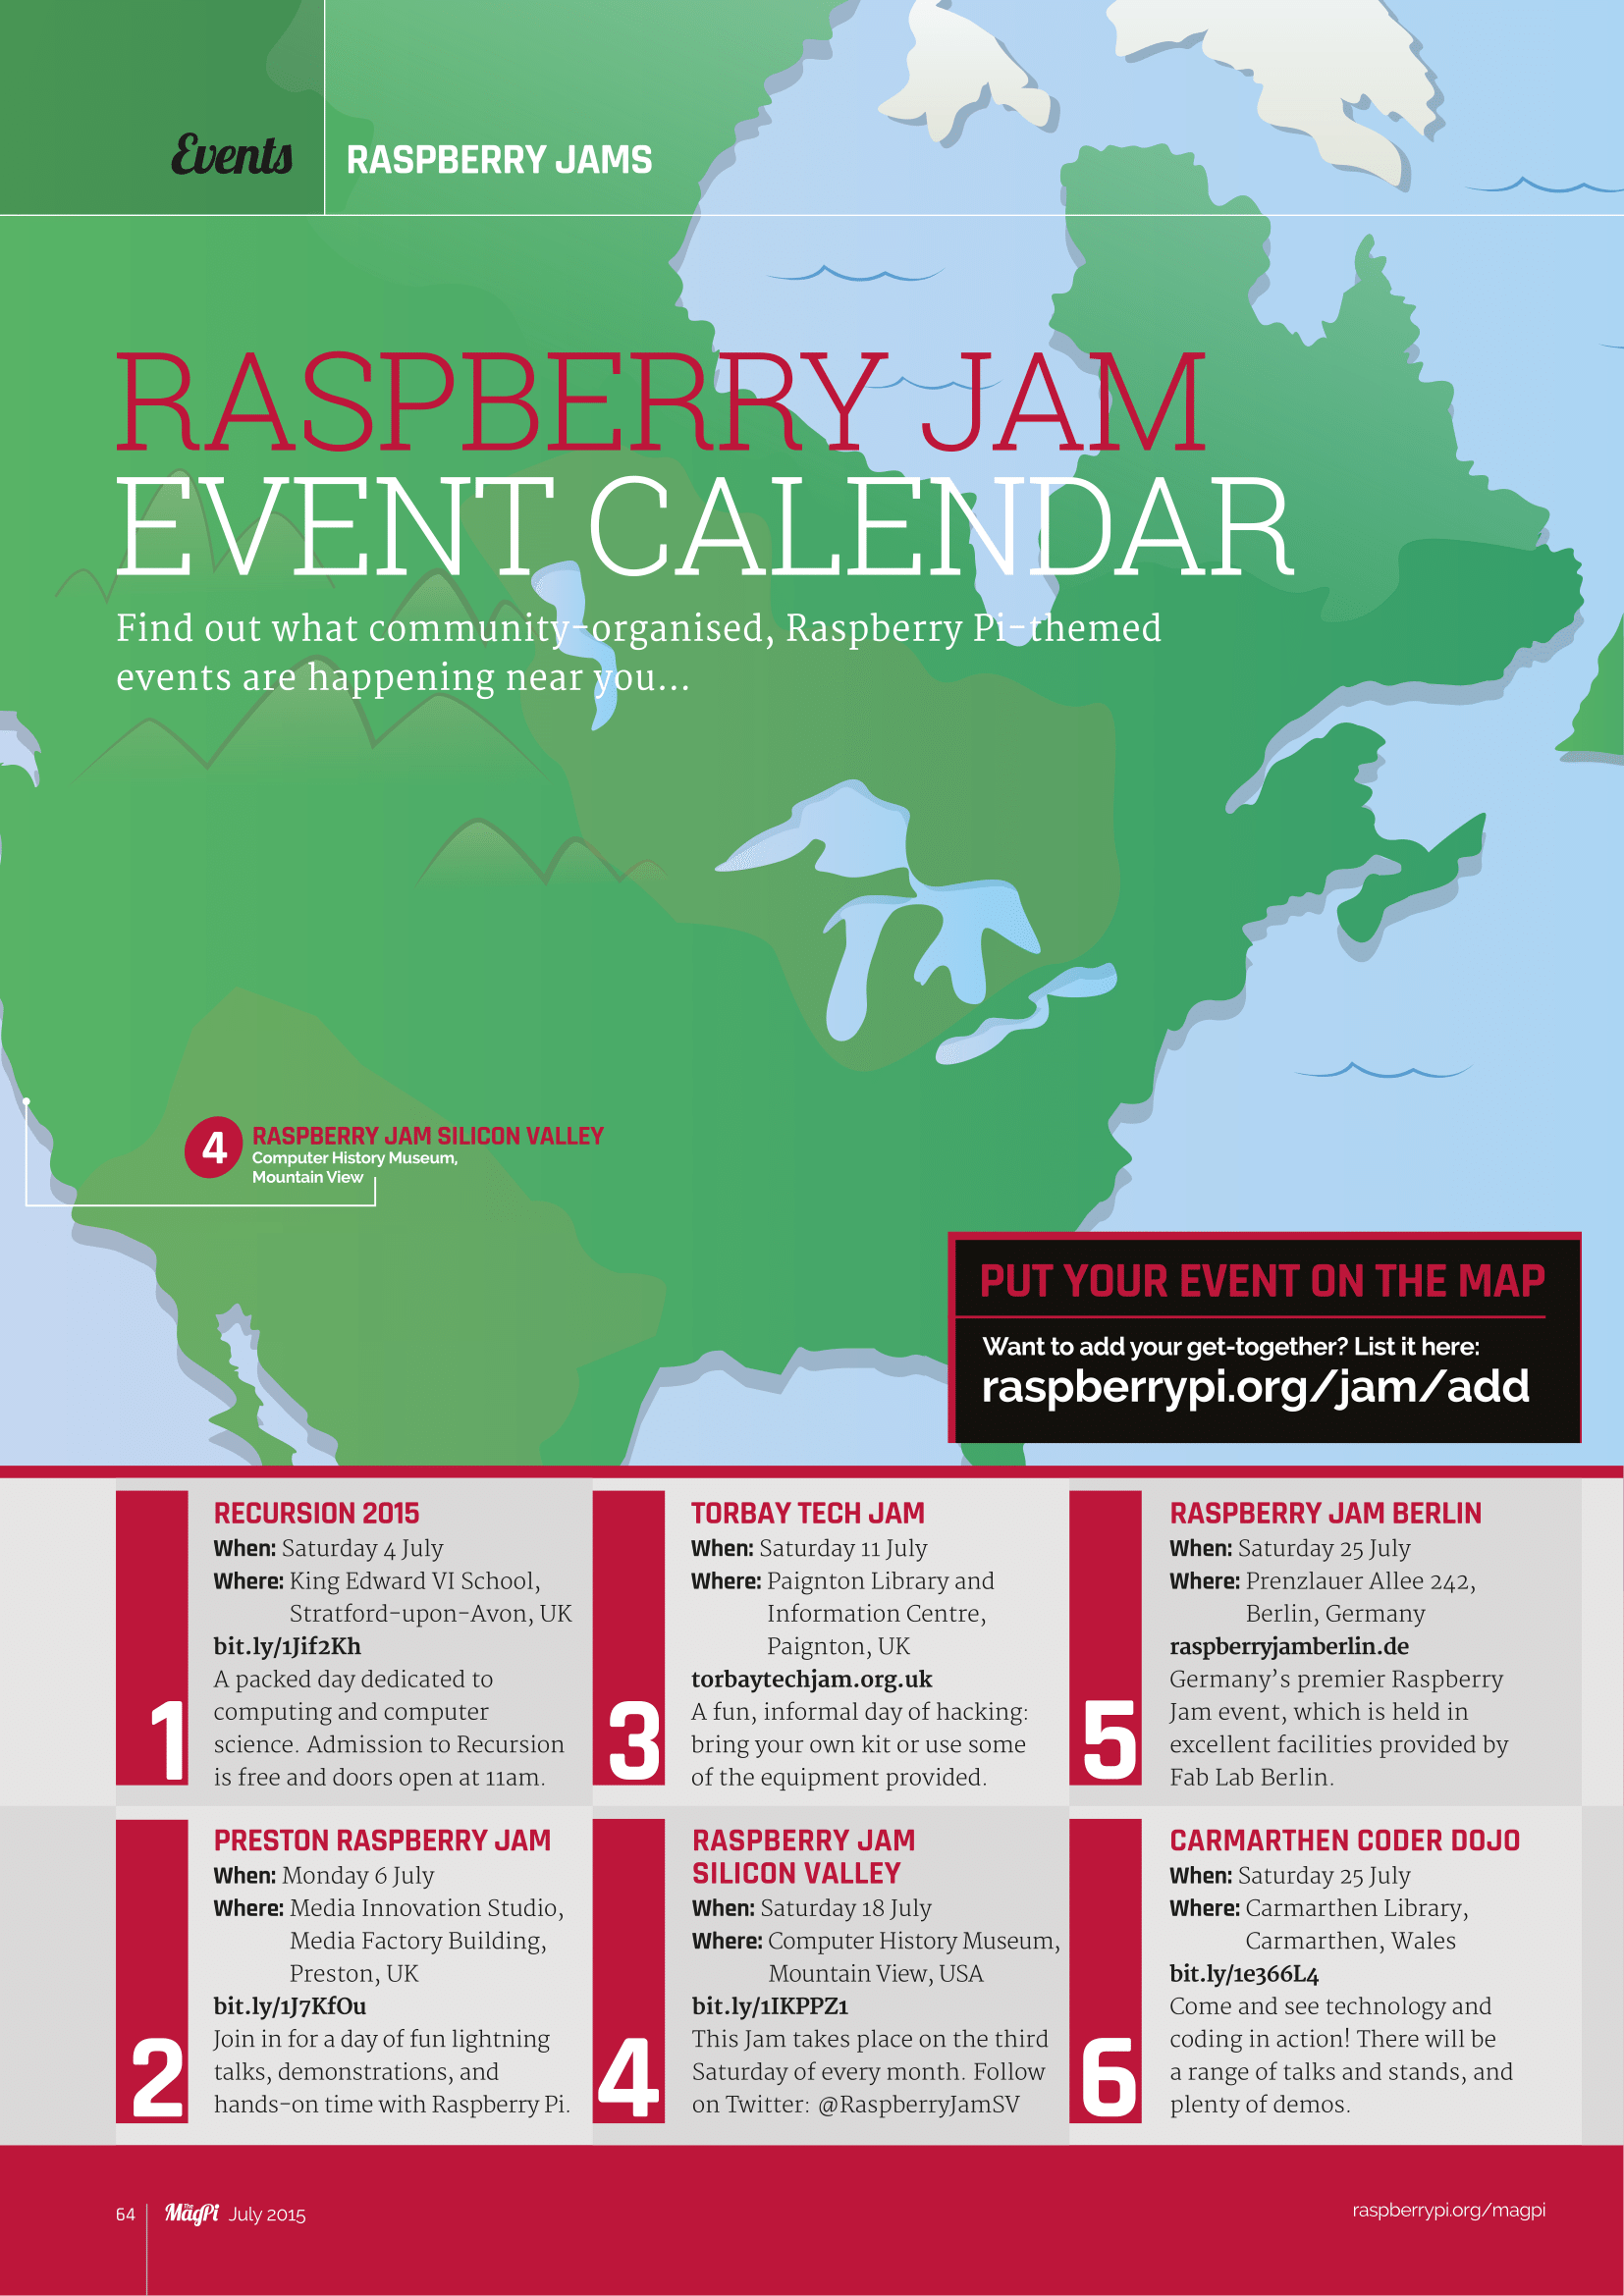 Events
RASPBERRY JAMS
RASPBERRY JAM
EVENT CALENDAR
Find out what community-organised, Raspberry Pi-themed
events are happening near you...
4
RASPBERRY JAM SILICON VALLEY
Computer History Museum,
Mountain View
PUT YOUR EVENT ON THE MAP
Want to add your get-together? List it here:
raspberrypi.org/jam/add
1
RECURSION 2015
When: Saturday 4 July
Where: King Edward VI School,
Stratford-upon-Avon, UK
bit.ly/1Jif2Kh
A packed day dedicated to
computing and computer
science. Admission to Recursion
is free and doors open at 11am.
2
PRESTON RASPBERRY JAM
When: Monday 6 July
Where: Media Innovation Studio,
Media Factory Building,
Preston, UK
bit.ly/1J7KfOu
Join in for a day of fun lightning
talks, demonstrations, and
hands-on time with Raspberry Pi.
3
TORBAY TECH JAM
When: Saturday 11 July
Where: Paignton Library and
Information Centre,
Paignton, UK
torbaytechjam.org.uk
A fun, informal day of hacking:
bring your own kit or use some
of the equipment provided.
4
RASPBERRY JAM
SILICON VALLEY
When: Saturday 18 July
Where: Computer History Museum,
Mountain View, USA
bit.ly/1IKPPZ1
This Jam takes place on the third
Saturday of every month. Follow
on Twitter: @RaspberryJamSV
5
RASPBERRY JAM BERLIN
When: Saturday 25 July
Where: Prenzlauer Allee 242,
Berlin, Germany
raspberryjamberlin.de
Germany’s premier Raspberry
Jam event, which is held in
excellent facilities provided by
Fab Lab Berlin.
6
CARMARTHEN CODER DOJO
When: Saturday 25 July
Where: Carmarthen Library,
Carmarthen, Wales
bit.ly/1e366L4
Come and see technology and
coding in action! There will be
a range of talks and stands, and
plenty of demos.
64
The MagPi July 2015
raspberrypi.org/magpi